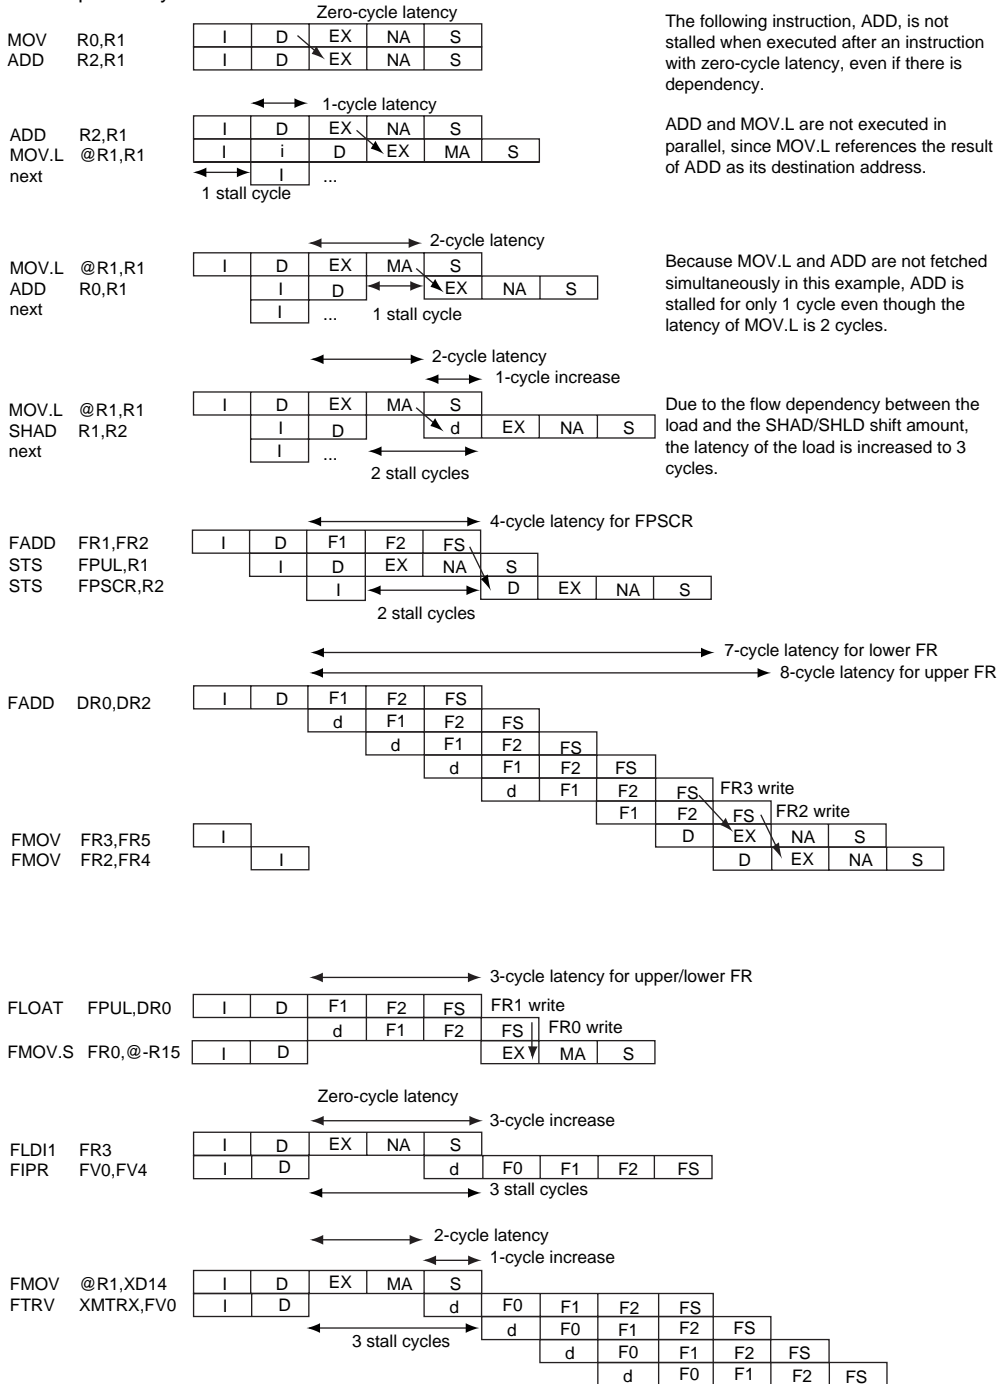 Zero-cycle latency
MOV R0,R1 I D EX NA S
ADD R2,R1 I D EX NA S
The following instruction, ADD, is not
stalled when executed after an instruction
with zero-cycle latency, even if there is
dependency.
1-cycle latency
ADD R2,R1 I D EX NA S
MOV.L @R1,R1 I i D EX MA S
next I ...
1 stall cycle
ADD and MOV.L are not executed in
parallel, since MOV.L references the result
of ADD as its destination address.
2-cycle latency
MOV.L @R1,R1 I D EX MA S
ADD R0,R1 I D EX NA S
next I ... 1 stall cycle
Because MOV.L and ADD are not fetched
simultaneously in this example, ADD is
stalled for only 1 cycle even though the
latency of MOV.L is 2 cycles.
2-cycle latency
1-cycle increase
MOV.L @R1,R1 I D EX MA S
SHAD R1,R2 I D d EX NA S
next I ...
2 stall cycles
Due to the flow dependency between the
load and the SHAD/SHLD shift amount,
the latency of the load is increased to 3
cycles.
4-cycle latency for FPSCR
FADD FR1,FR2 I D F1 F2 FS
STS FPUL,R1 I D EX NA S
STS FPSCR,R2 I D EX NA S
2 stall cycles
7-cycle latency for lower FR
8-cycle latency for upper FR
FADD DR0,DR2 I D F1 F2 FS
d F1 F2 FS
d F1 F2 FS
d F1 F2 FS
d F1 F2 FS FR3 write
F1 F2 FS FR2 write
FMOV FR3,FR5 I D EX NA S
FMOV FR2,FR4 I D EX NA S
3-cycle latency for upper/lower FR
FLOAT FPUL,DR0 I D F1 F2 FS FR1 write
d F1 F2 FS FR0 write
FMOV.S FR0,@-R15 I D EX MA S
Zero-cycle latency
3-cycle increase
FLDI1 FR3 I D EX NA S
FIPR FV0,FV4 I D d F0 F1 F2 FS
3 stall cycles
2-cycle latency
1-cycle increase
FMOV @R1,XD14 I D EX MA S
FTRV XMTRX,FV0 I D d F0 F1 F2 FS
3 stall cycles d F0 F1 F2 FS
d F0 F1 F2 FS
d F0 F1 F2 FS